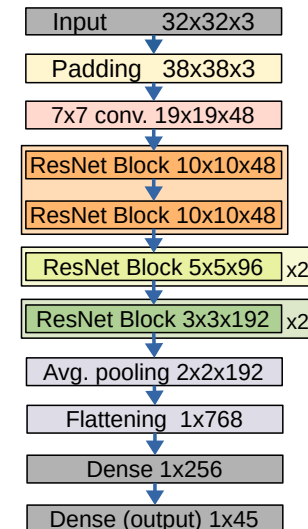 Input 32x32x3
Padding 38x38x3
7x7 conv. 19x19x48
ResNet Block 10x10x48
ResNet Block 10x10x48
ResNet Block 5x5x96 x2
ResNet Block 3x3x192 x2
Avg. pooling 2x2x192
Flattening 1x768
Dense 1x256
Dense (output) 1x45